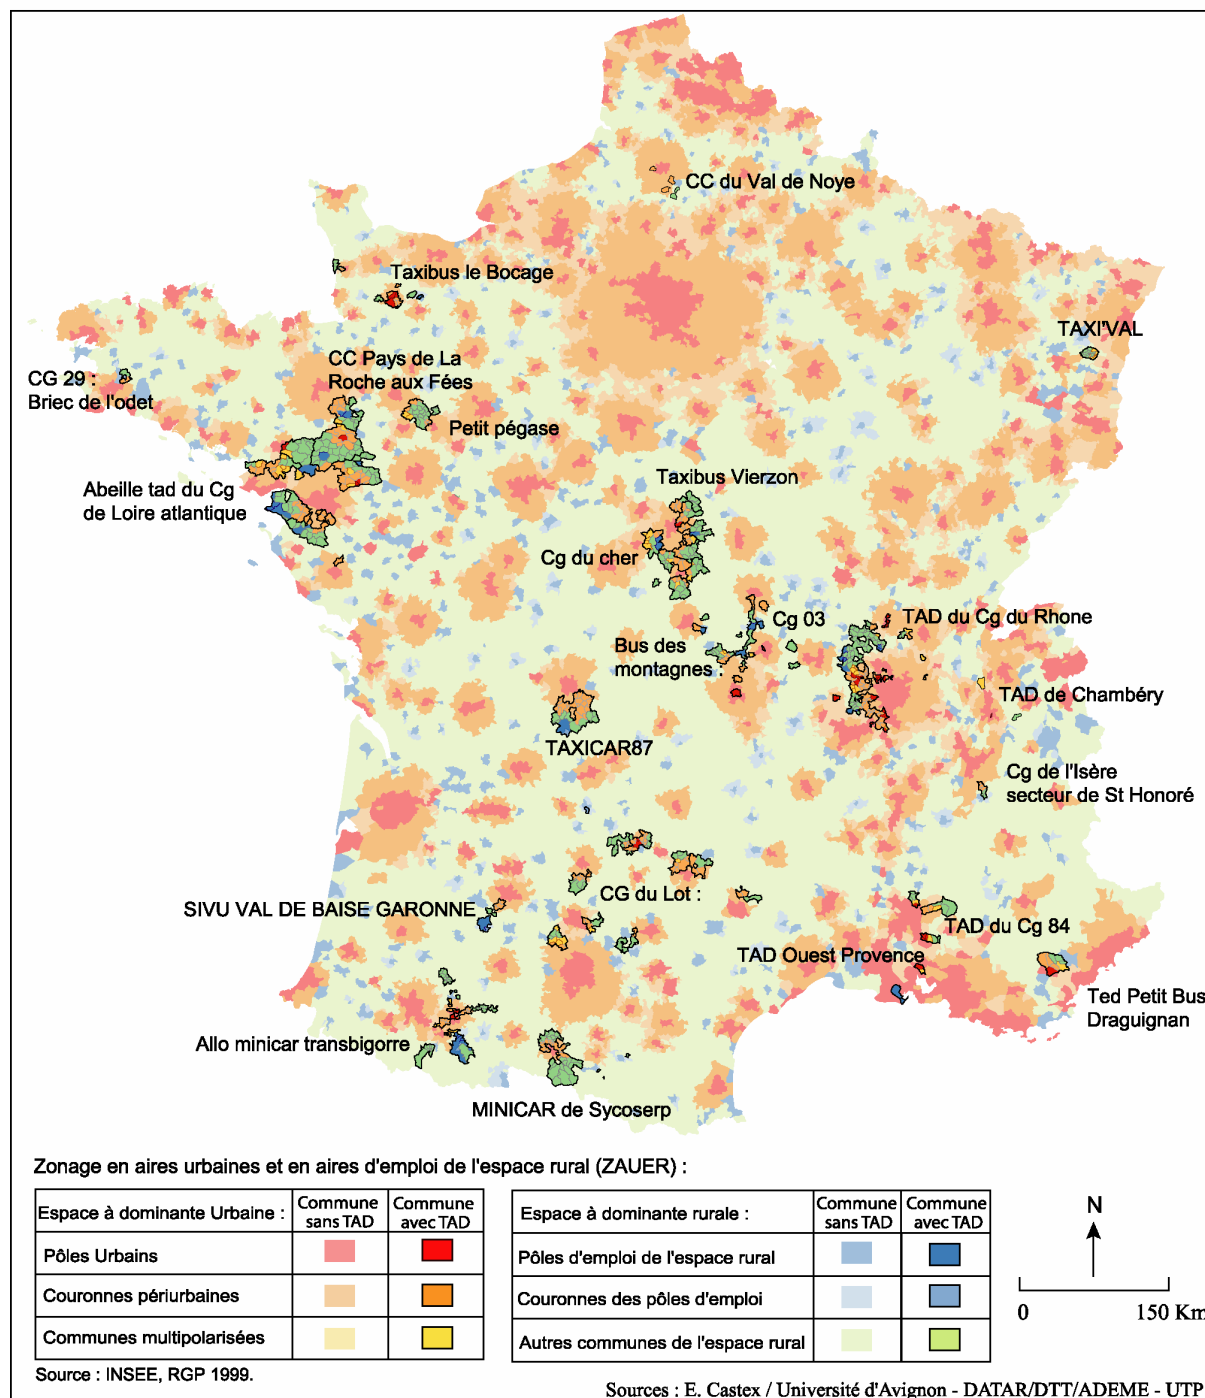 CC du Val de Noye
Taxibus le Bocage
TAXI'VAL
CC Pays de La
Roche aux Fées
CG 29 :
Briec de l'odet
Petit pégase
Taxibus Vierzon
Abeille tad du Cg
de Loire atlantique
Cg du cher
Cg 03
TAD du Cg du Rhone
Bus des
montagnes :
TAD de Chambéry
TAXICAR87
Cg de l'Isère
secteur de St Honoré
CG du Lot :
SIVU VAL DE BAISE GARONNE
TAD du Cg 84
TAD Ouest Provence
Ted Petit Bus
Draguignan
Allo minicar transbigorre
MINICAR de Sycoserp
Zonage en aires urbaines et en aires d'emploi de l'espace rural (ZAUER) :
Espace à dominante Urbaine :
Commune
sans TAD
Commune
avec TAD
Pôles Urbains
Couronnes périurbaines
Communes multipolarisées
Source : INSEE, RGP 1999.
Espace à dominante rurale :
Commune
sans TAD
Commune
avec TAD
Pôles d'emploi de l'espace rural
Couronnes des pôles d'emploi
Autres communes de l'espace rural
N
0 150 Km
Sources : E. Castex / Université d'Avignon - DATAR/DTT/ADEME - UTP